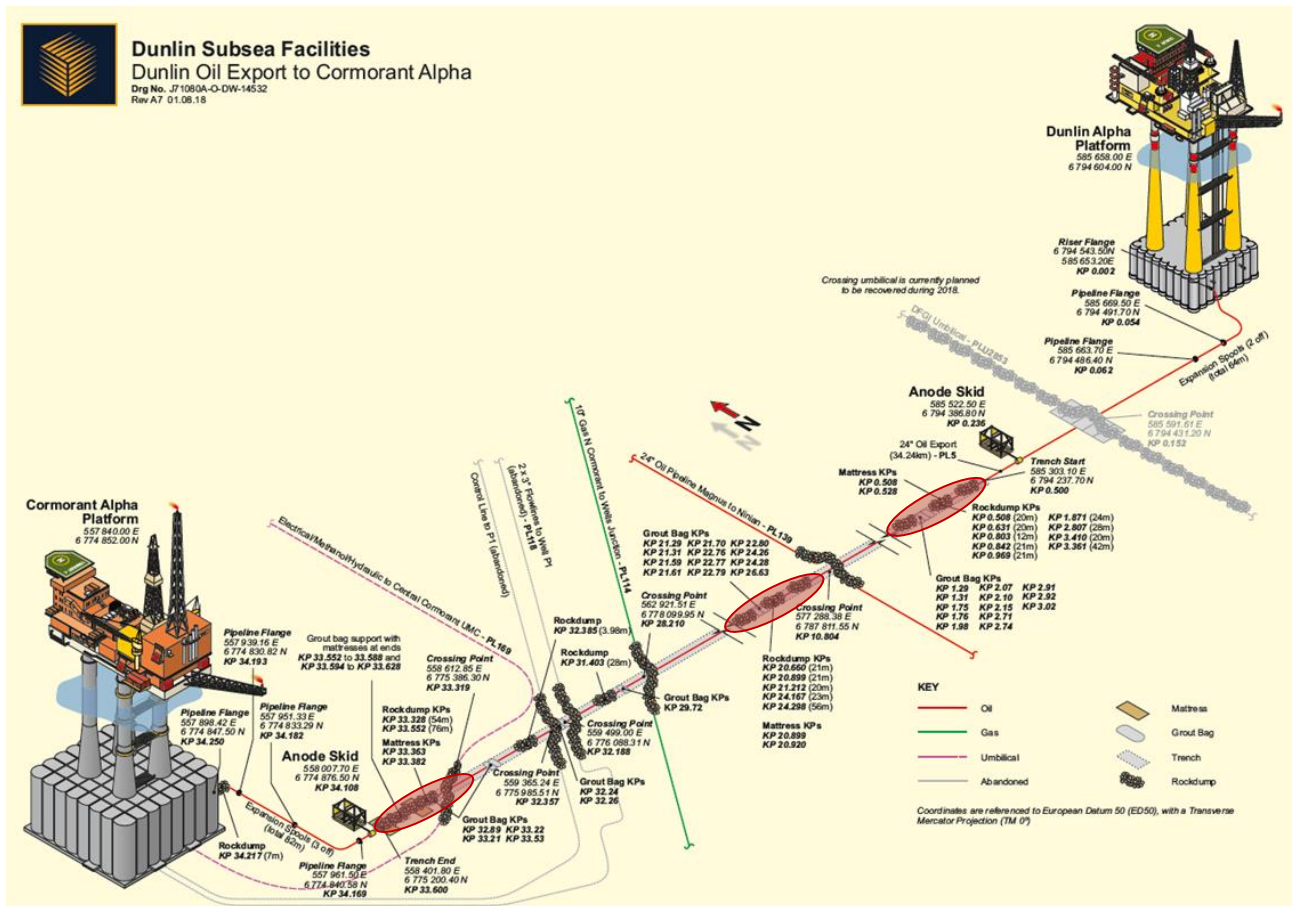 Dunlin Subsea Facilities
Dunlin Oil Export to Cormorant Alpha
Drg No. J71080A-O-DW-14532
Rev A7 01.08.18
Dunlin Alpha
Platform
585 658.00 E
6 794 604.00 N
Riser Flange
6 794 543.50N
585 653.20E
KP 0.002
Crossing umbilical is currently planned
to be recovered during 2018.
Pipeline Flange
585 669.50 E
6 794 491.70 N
KP 0.054
DFGI Umbilical - PLU2853
Pipeline Flange
585 663.70 E
6 794 486.40 N
KP 0.062
Expansion Spools (2 off)
(total 64m)
Anode Skid
585 522.50 E
6 794 386.80 N
KP 0.236
Crossing Point
585 591.61 E
6 794 431.20 N
KP 0.152
N
24" Oil Export
(34.24km) - PL5
Trench Start
585 303.10 E
6 794 237.70 N
KP 0.500
Mattress KPs
KP 0.508
KP 0.528
Rockdump KPs
KP 0.508 (20m) KP 1.871 (24m)
KP 0.631 (20m) KP 2.807 (28m)
KP 0.803 (12m) KP 3.410 (20m)
KP 0.842 (21m) KP 3.361 (42m)
KP 0.969 (21m)
Grout Bag KPs
KP 1.29 KP 2.07 KP 2.91
KP 1.31 KP 2.10 KP 2.92
KP 1.75 KP 2.15 KP 3.02
KP 1.76 KP 2.71
KP 1.98 KP 2.74
24" Oil Pipeline Magnus to Ninian - PL139
10" Gas N Cormorant to Wells Junction - PL114
2 x 3" Flowlines to Well P1
(abandoned) - PL118
Control Line to P1 (abandoned)
Electrical/Methanol/Hydraulic to Central Cormorant UMC - PL169
Grout Bag KPs
KP 21.29 KP 21.70 KP 22.80
KP 21.31 KP 22.76 KP 24.26
KP 21.59 KP 22.77 KP 24.28
KP 21.61 KP 22.79 KP 26.63
Crossing Point
577 288.38 E
6 787 811.55 N
KP 10.804
Crossing Point
562 921.51 E
6 778 099.95 N
KP 28.210
Rockdump KPs
KP 20.660 (21m)
KP 20.899 (21m)
KP 21.212 (20m)
KP 24.167 (23m)
KP 24.298 (56m)
Mattress KPs
KP 20.899
KP 20.920
Rockdump
KP 32.385 (3.98m)
Rockdump
KP 31.403 (28m)
Grout Bag KPs
KP 29.72
Crossing Point
559 499.00 E
6 776 088.31 N
KP 32.188
Grout Bag KPs
KP 32.24
KP 32.26
Crossing Point
559 365.24 E
6 775 985.51 N
KP 32.357
Cormorant Alpha
Platform
557 840.00 E
6 774 852.00 N
Pipeline Flange
557 939.16 E
6 774 830.82 N
KP 34.193
Grout bag support with
mattresses at ends
KP 33.552 to 33.588 and
KP 33.594 to KP 33.628
Crossing Point
558 612.85 E
6 775 386.30 N
KP 33.319
Rockdump KPs
KP 33.328 (54m)
KP 33.552 (76m)
Mattress KPs
KP 33.363
KP 33.382
Pipeline Flange
557 898.42 E
6 774 847.50 N
KP 34.250
Pipeline Flange
557 951.33 E
6 774 833.29 N
KP 34.182
Anode Skid
558 007.70 E
6 774 876.50 N
KP 34.108
Grout Bag KPs
KP 32.89 KP 33.22
KP 33.21 KP 33.53
Expansion Spools (3 off)
(total 82m)
Rockdump
KP 34.217 (7m)
Pipeline Flange
557 961.50 E
6 774 840.58 N
KP 34.169
Trench End
558 401.80 E
6 775 200.40 N
KP 33.600
KEY
Oil
Gas
Umbilical
Abandoned
Mattress
Grout Bag
Trench
Rockdump
Coordinates are referenced to European Datum 50 (ED50), with a Transverse
Mercator Projection (TM 0º)